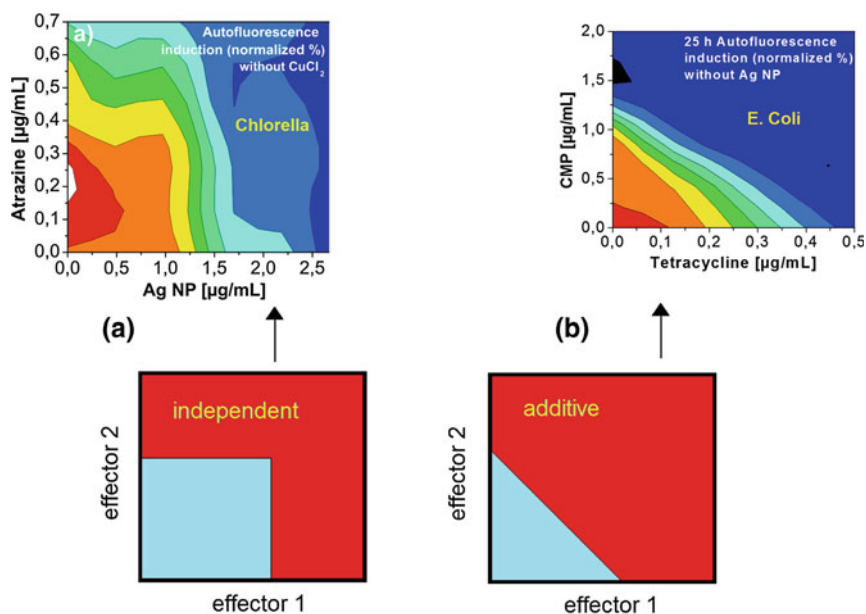 a)
Autofluorescence
induction (normalized %)
without CuCl2
Chlorella
Atrazine [µg/mL]
0,7
0,6
0,5
0,4
0,3
0,2
0,1
0,0
0,0 0,5 1,0 1,5 2,0 2,5
Ag NP [µg/mL]
25 h Autofluorescence
induction (normalized %)
without Ag NP
E. Coli
CMP [µg/mL]
2,0
1,5
1,0
0,5
0,0
0,0 0,1 0,2 0,3 0,4 0,5
Tetracycline [µg/mL]
(a)
(b)
independent
effector 2
effector 1
additive
effector 2
effector 1